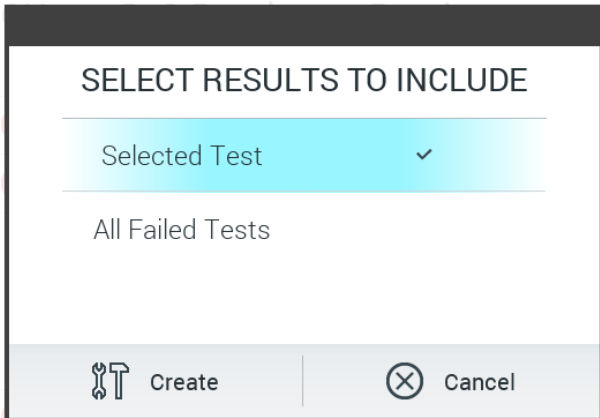 SELECT RESULTS TO INCLUDE
Selected Test
All Failed Tests
Create Cancel